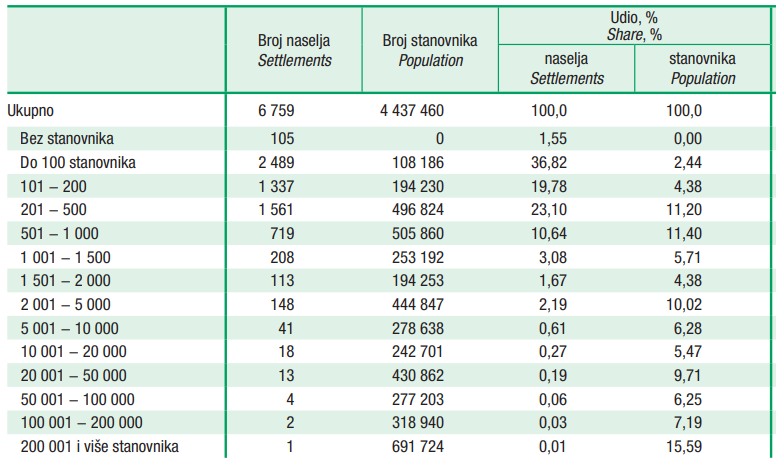 Udio, %
Share, %
Broj naselja Broj stanovnika
Settlements Population
naselja stanovnika
Settlements Population
Ukupno 6 759 4 437 460 100,0 100,0
Bez stanovnika 105 0 1,55 0,00
Do 100 stanovnika 2 489 108 186 36,82 2,44
101 – 200 1 337 194 230 19,78 4,38
201 – 500 1 561 496 824 23,10 11,20
501 – 1 000 719 505 860 10,64 11,40
1 001 – 1 500 208 253 192 3,08 5,71
1 501 – 2 000 113 194 253 1,67 4,38
2 001 – 5 000 148 444 847 2,19 10,02
5 001 – 10 000 41 278 638 0,61 6,28
10 001 – 20 000 18 242 701 0,27 5,47
20 001 – 50 000 13 430 862 0,19 9,71
50 001 – 100 000 4 277 203 0,06 6,25
100 001 – 200 000 2 318 940 0,03 7,19
200 001 i više stanovnika 1 691 724 0,01 15,59